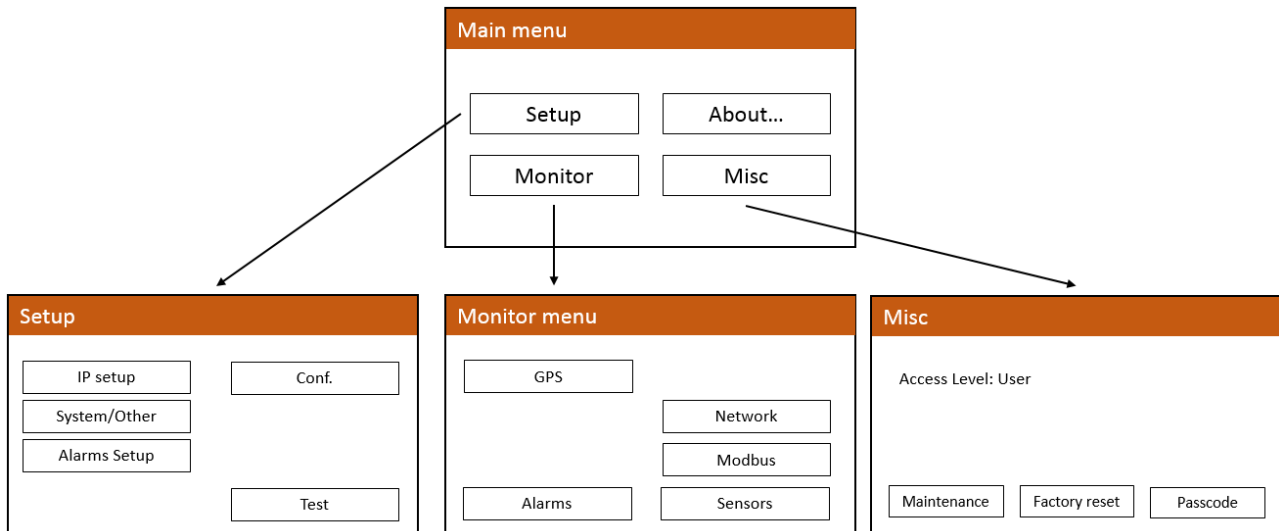 Main menu
Setup
About...
Monitor
Misc
Setup
IP setup
Conf.
System/Other
Alarms Setup
Test
Monitor menu
GPS
Network
Modbus
Alarms
Sensors
Misc
Access Level: User
Maintenance
Factory reset
Passcode